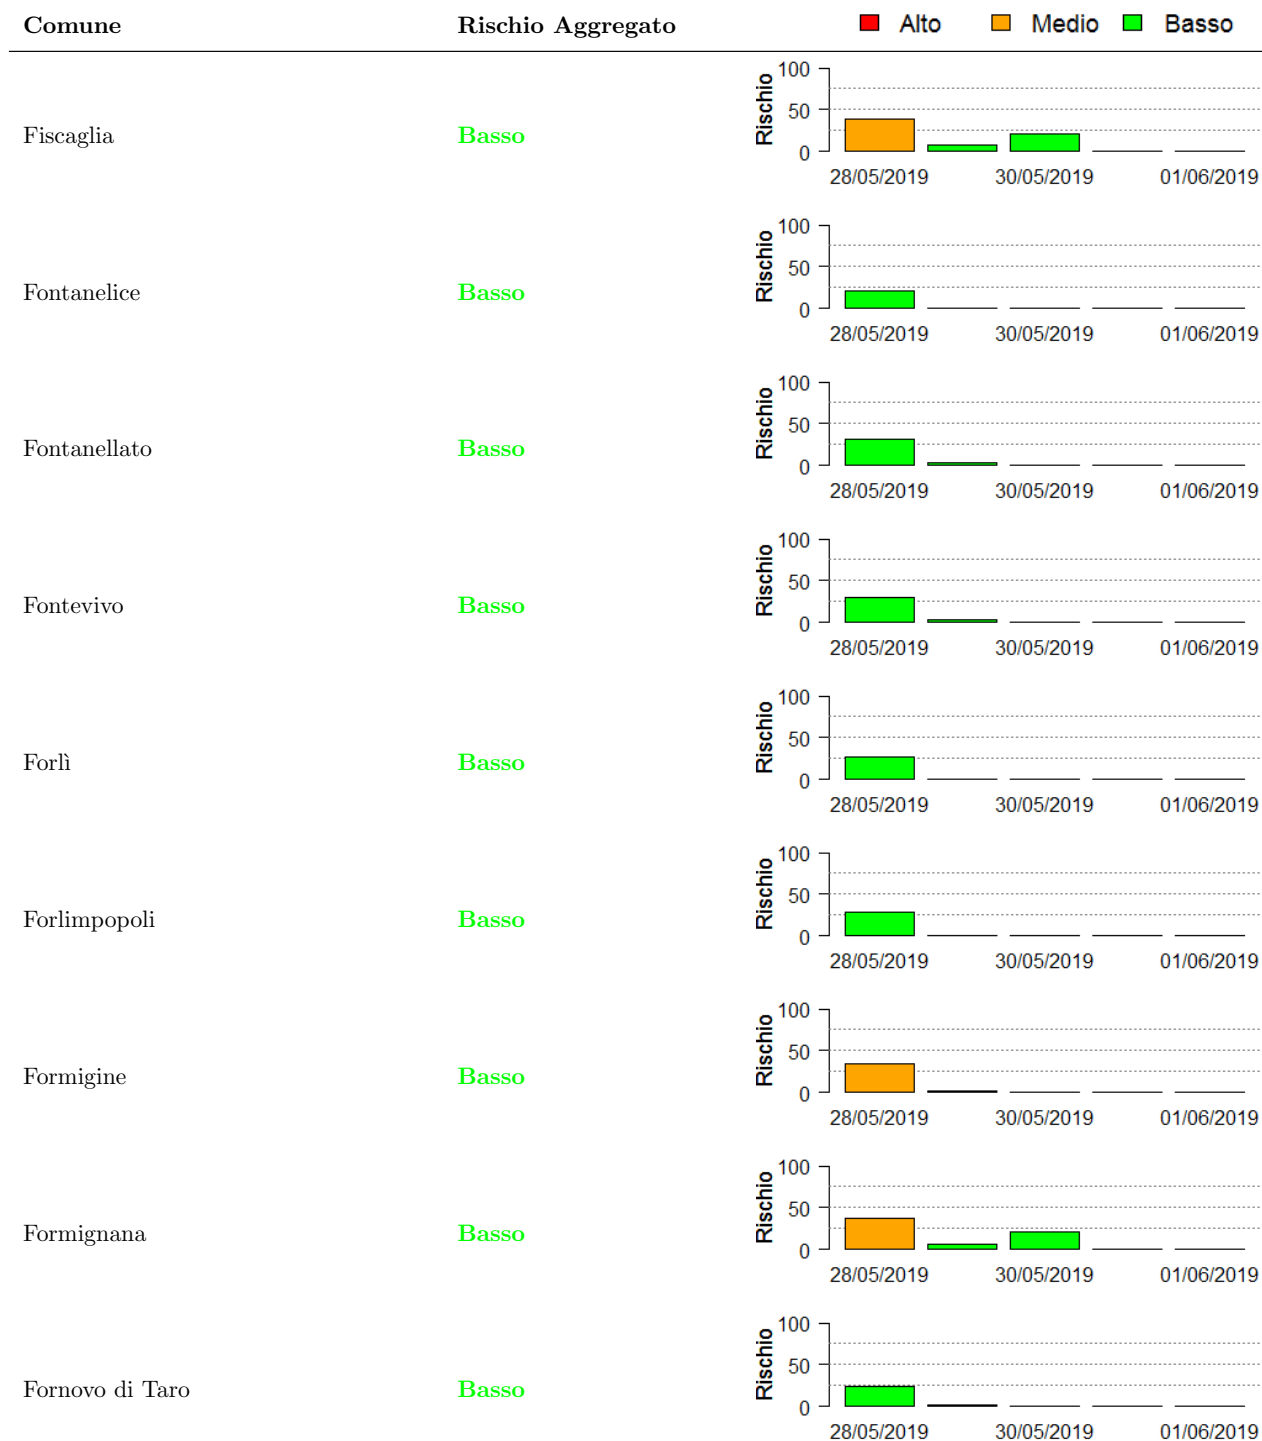 Comune Rischio Aggregato Alto Medio Basso
100
50
0
Rischio
Fiscaglia Basso
28/05/2019 30/05/2019 01/06/2019
100
50
0
Rischio
Fontanelice Basso
28/05/2019 30/05/2019 01/06/2019
100
50
0
Rischio
Fontanellato Basso
28/05/2019 30/05/2019 01/06/2019
100
50
0
Rischio
Fontevivo Basso
28/05/2019 30/05/2019 01/06/2019
100
50
0
Rischio
Forlì Basso
28/05/2019 30/05/2019 01/06/2019
100
50
0
Rischio
Forlimpopoli Basso
28/05/2019 30/05/2019 01/06/2019
100
50
0
Rischio
Formigine Basso
28/05/2019 30/05/2019 01/06/2019
100
50
0
Rischio
Formignana Basso
28/05/2019 30/05/2019 01/06/2019
100
50
0
Rischio
Fornovo di Taro Basso
28/05/2019 30/05/2019 01/06/2019